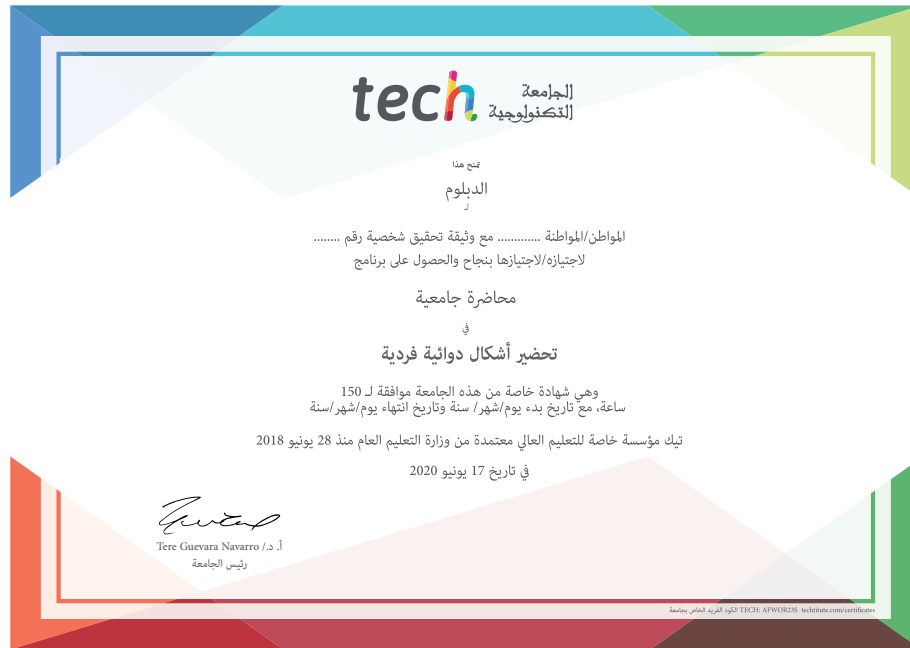 tech الجامعة
التكنولوجية
تمنح هذا
الدبلوم
لـ
المواطن/المواطنة ............. مع وثيقة تحقيق شخصية رقم ........
لاجتيازه/لاجتيازها بنجاح والحصول على برنامج
محاضرة جامعية
في
تحضير أشكال دوائية فردية
وهي شهادة خاصة من هذه الجامعة موافقة لـ 150
ساعة، مع تاريخ بدء يوم/شهر/ سنة وتاريخ انتهاء يوم/شهر/سنة
تيك مؤسسة خاصة للتعليم العالي معتمدة من وزارة التعليم العام منذ 28 يونيو 2018
في تاريخ 17 يونيو 2020
أ. د./ Tere Guevara Navarro
رئيس الجامعة
الكود الفريد الخاص بجامعة TECH: AFWOR235 techtitute.com/certificates